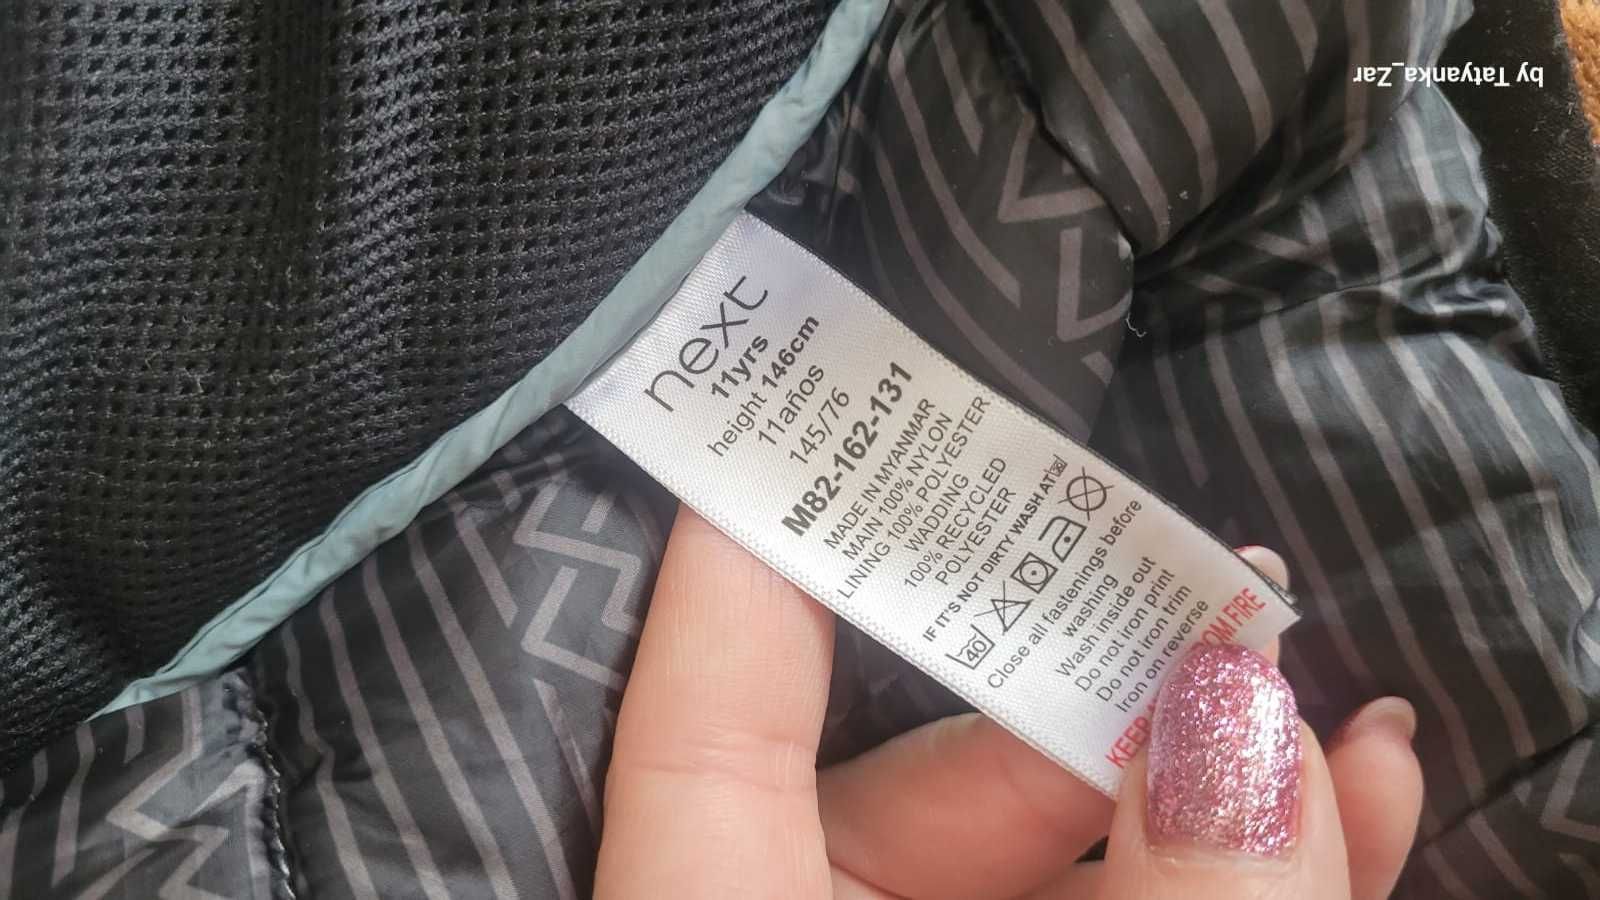 by Tatyanka_Zar
next
11yrs
height 146cm
11años
145/76
M82-162-131
MADE IN MYANMAR
MAIN 100% NYLON
LINING 100% POLYESTER
WADDING
100% RECYCLED
POLYESTER
IF IT'S NOT DIRTY WASH AT 30
40
Close all fastenings before
washing
Wash inside out
Do not iron print
Do not iron trim
Iron on reverse
KEEP FIRE